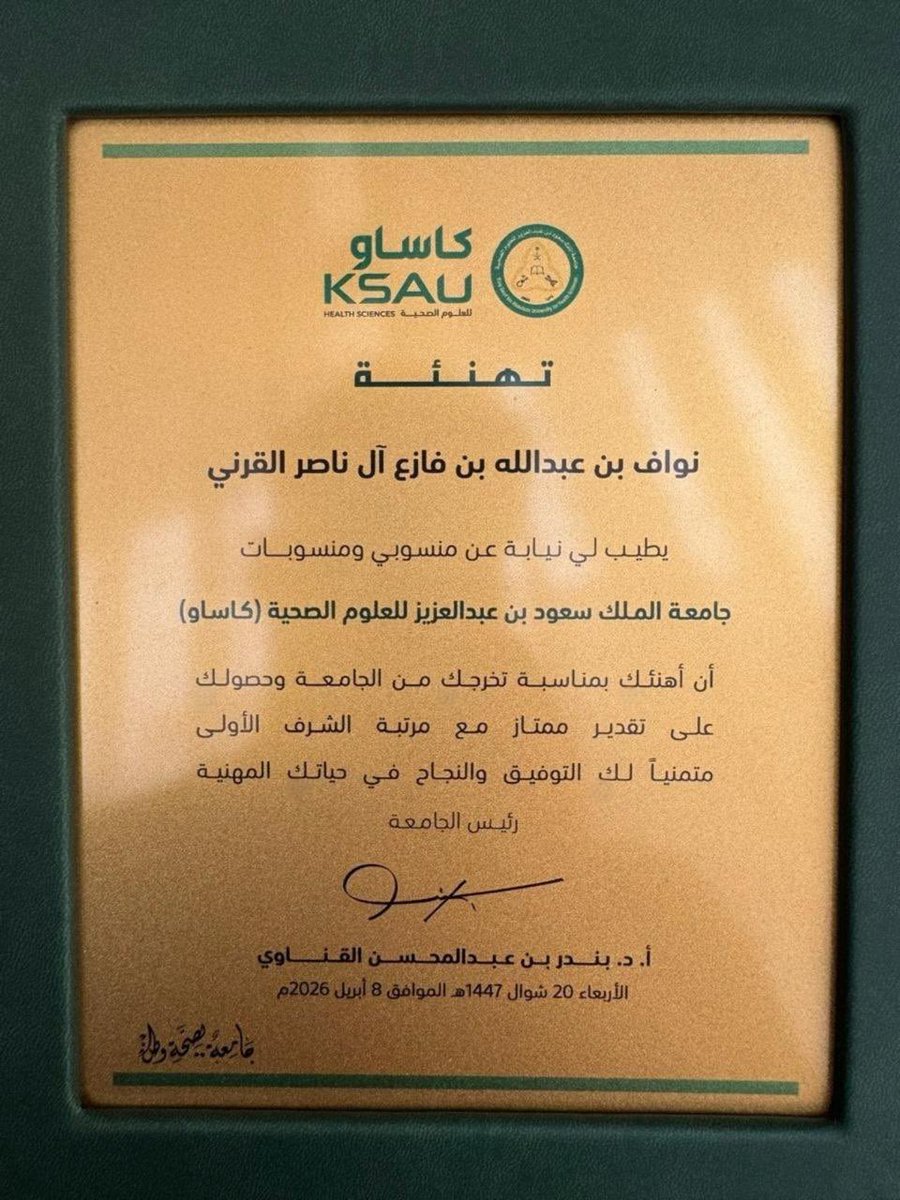 كاساو
KSAU
HEALTH SCIENCES للعلوم الصحية
تهنئة
نواف بن عبدالله بن فازع آل ناصر القرني
يطيب لي نيابة عن منسوبي ومنسوبات
جامعة الملك سعود بن عبدالعزيز للعلوم الصحية (كاساو)
أن أهنئك بمناسبة تخرجك من الجامعة وحصولك
على تقدير ممتاز مع مرتبة الشرف الأولى
متمنياً لك التوفيق والنجاح في حياتك المهنية
رئيس الجامعة
أ. د. بندر بن عبدالمحسن القناوي
الأربعاء 20 شوال 1447هـ الموافق 8 أبريل 2026م